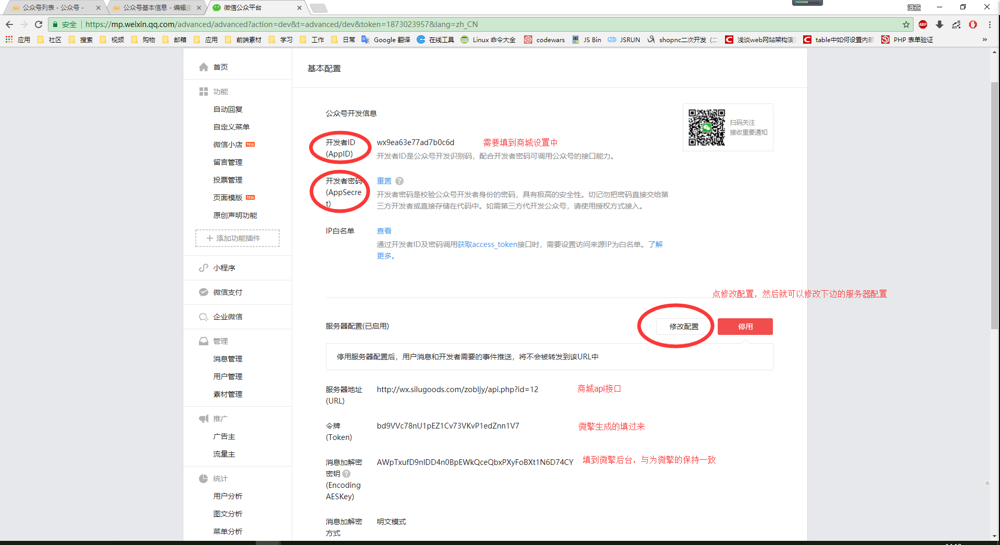 公众号列表 - 公众号 -
公众号基本信息 - 编辑主
微信公众平台
安全
https://mp.weixin.qq.com/advanced/advanced?action=dev&t=advanced/dev&token=1873023957&lang=zh_CN
ABP
en
应用
社区
搜索
视频
购物
邮箱
应用
前端素材
学习
工作
日常
Google 翻译
在线工具
Linux 命令大全
codewars
JS Bin
JSRUN
shopnc二次开发（二
浅谈web网站架构演
table中如何设置内部
PHP 表单验证
»
首页
功能
自动回复
自定义菜单
微信小店 NEW
留言管理
投票管理
页面模版 NEW
原创声明功能
添加功能插件
小程序
微信支付
企业微信
管理
消息管理
用户管理
素材管理
推广
广告主
流量主
统计
用户分析
图文分析
菜单分析
基本配置
公众号开发信息
扫码关注
接收重要通知
开发者ID
(AppID)
wx9ea63e77ad7b0c6d
需要填到商城设置中
开发者ID是公众号开发识别码，配合开发者密码可调用公众号的接口能力。
开发者密码
(AppSecre
t)
重置 ?
开发者密码是校验公众号开发者身份的密码，具有极高的安全性。切记勿把密码直接交给第
三方开发者或直接存储在代码中。如需第三方代开发公众号，请使用授权方式接入。
IP白名单
查看
通过开发者ID及密码调用获取access_token接口时，需要设置访问来源IP为白名单。了解
更多。
点修改配置，然后就可以修改下边的服务器配置
服务器配置(已启用)
修改配置
停用
停用服务器配置后，用户消息和开发者需要的事件推送，将不会被转发到该URL中
服务器地址
(URL)
http://wx.silugoods.com/zobljy/api.php?id=12
商城api接口
令牌
(Token)
bd9VVc78nU1pEZ1Cv73VKvP1edZnn1V7
微擎生成的填过来
消息加解密
密钥 ?
(Encoding
AESKey)
AWpTxufD9nIDD4n0BpEWkQceQbxPXyFoBXt1N6D74CY
填到微擎后台，与为微擎的保持一致
消息加解密
方式
明文模式